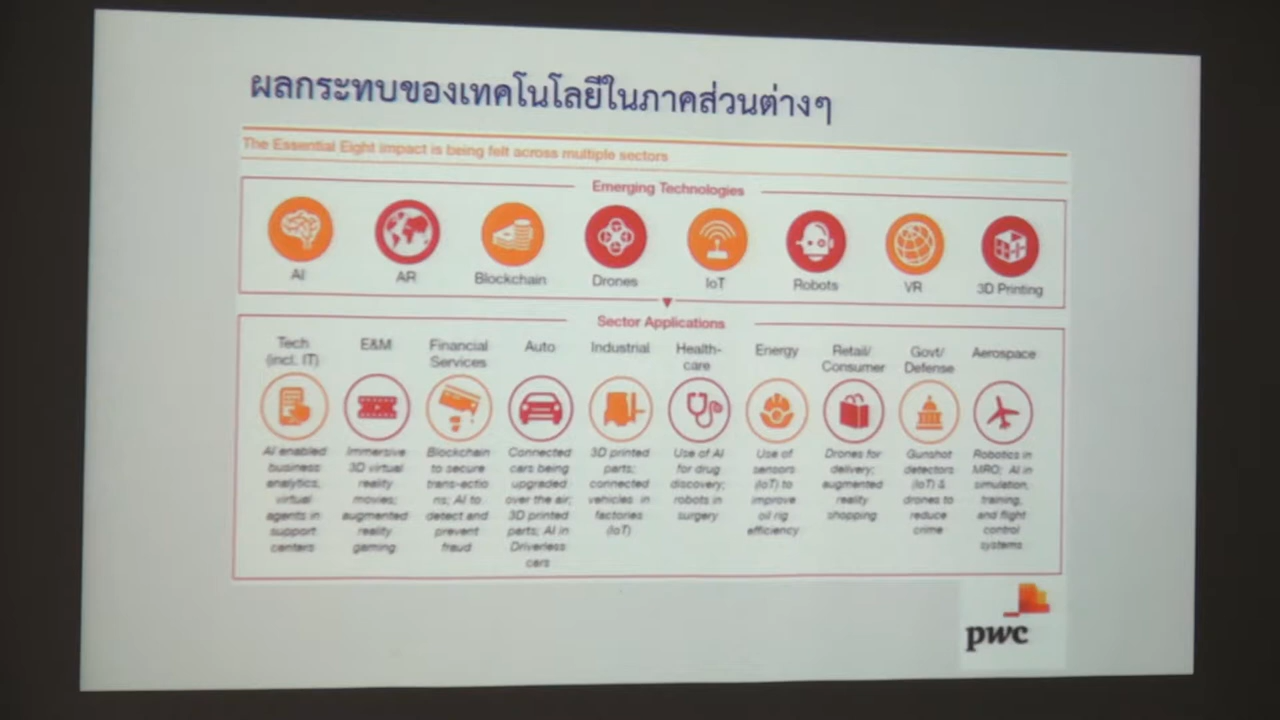 ผลกระทบของเทคโนโลยีในภาคส่วนต่างๆ
The Essential Eight impact is being felt across multiple sectors
Emerging Technologies
AI
AR
Blockchain
Drones
IoT
Robots
VR
3D Printing
Sector Applications
Tech
(incl. IT)
E&M
Financial
Services
Auto
Industrial
Health-
care
Energy
Retail/
Consumer
Govt/
Defense
Aerospace
AI enabled
business
analytics,
virtual
agents in
support
centers
Immersive
3D virtual
reality
movies;
augmented
reality
gaming
Blockchain
to secure
trans-actio
ns; AI to
detect and
prevent
fraud
Connected
cars being
upgraded
over the air;
3D printed
parts; AI in
Driverless
cars
3D printed
parts;
connected
vehicles in
factories
(IoT)
Use of AI
for drug
discovery;
robots in
surgery
Use of
sensors
(IoT) to
improve
oil rig
efficiency
Drones for
delivery;
augmented
reality
shopping
Gunshot
detectors
(IoT) &
drones to
reduce
crime
Robotics in
MRO; AI in
simulation,
training,
and flight
control
systems
pwc